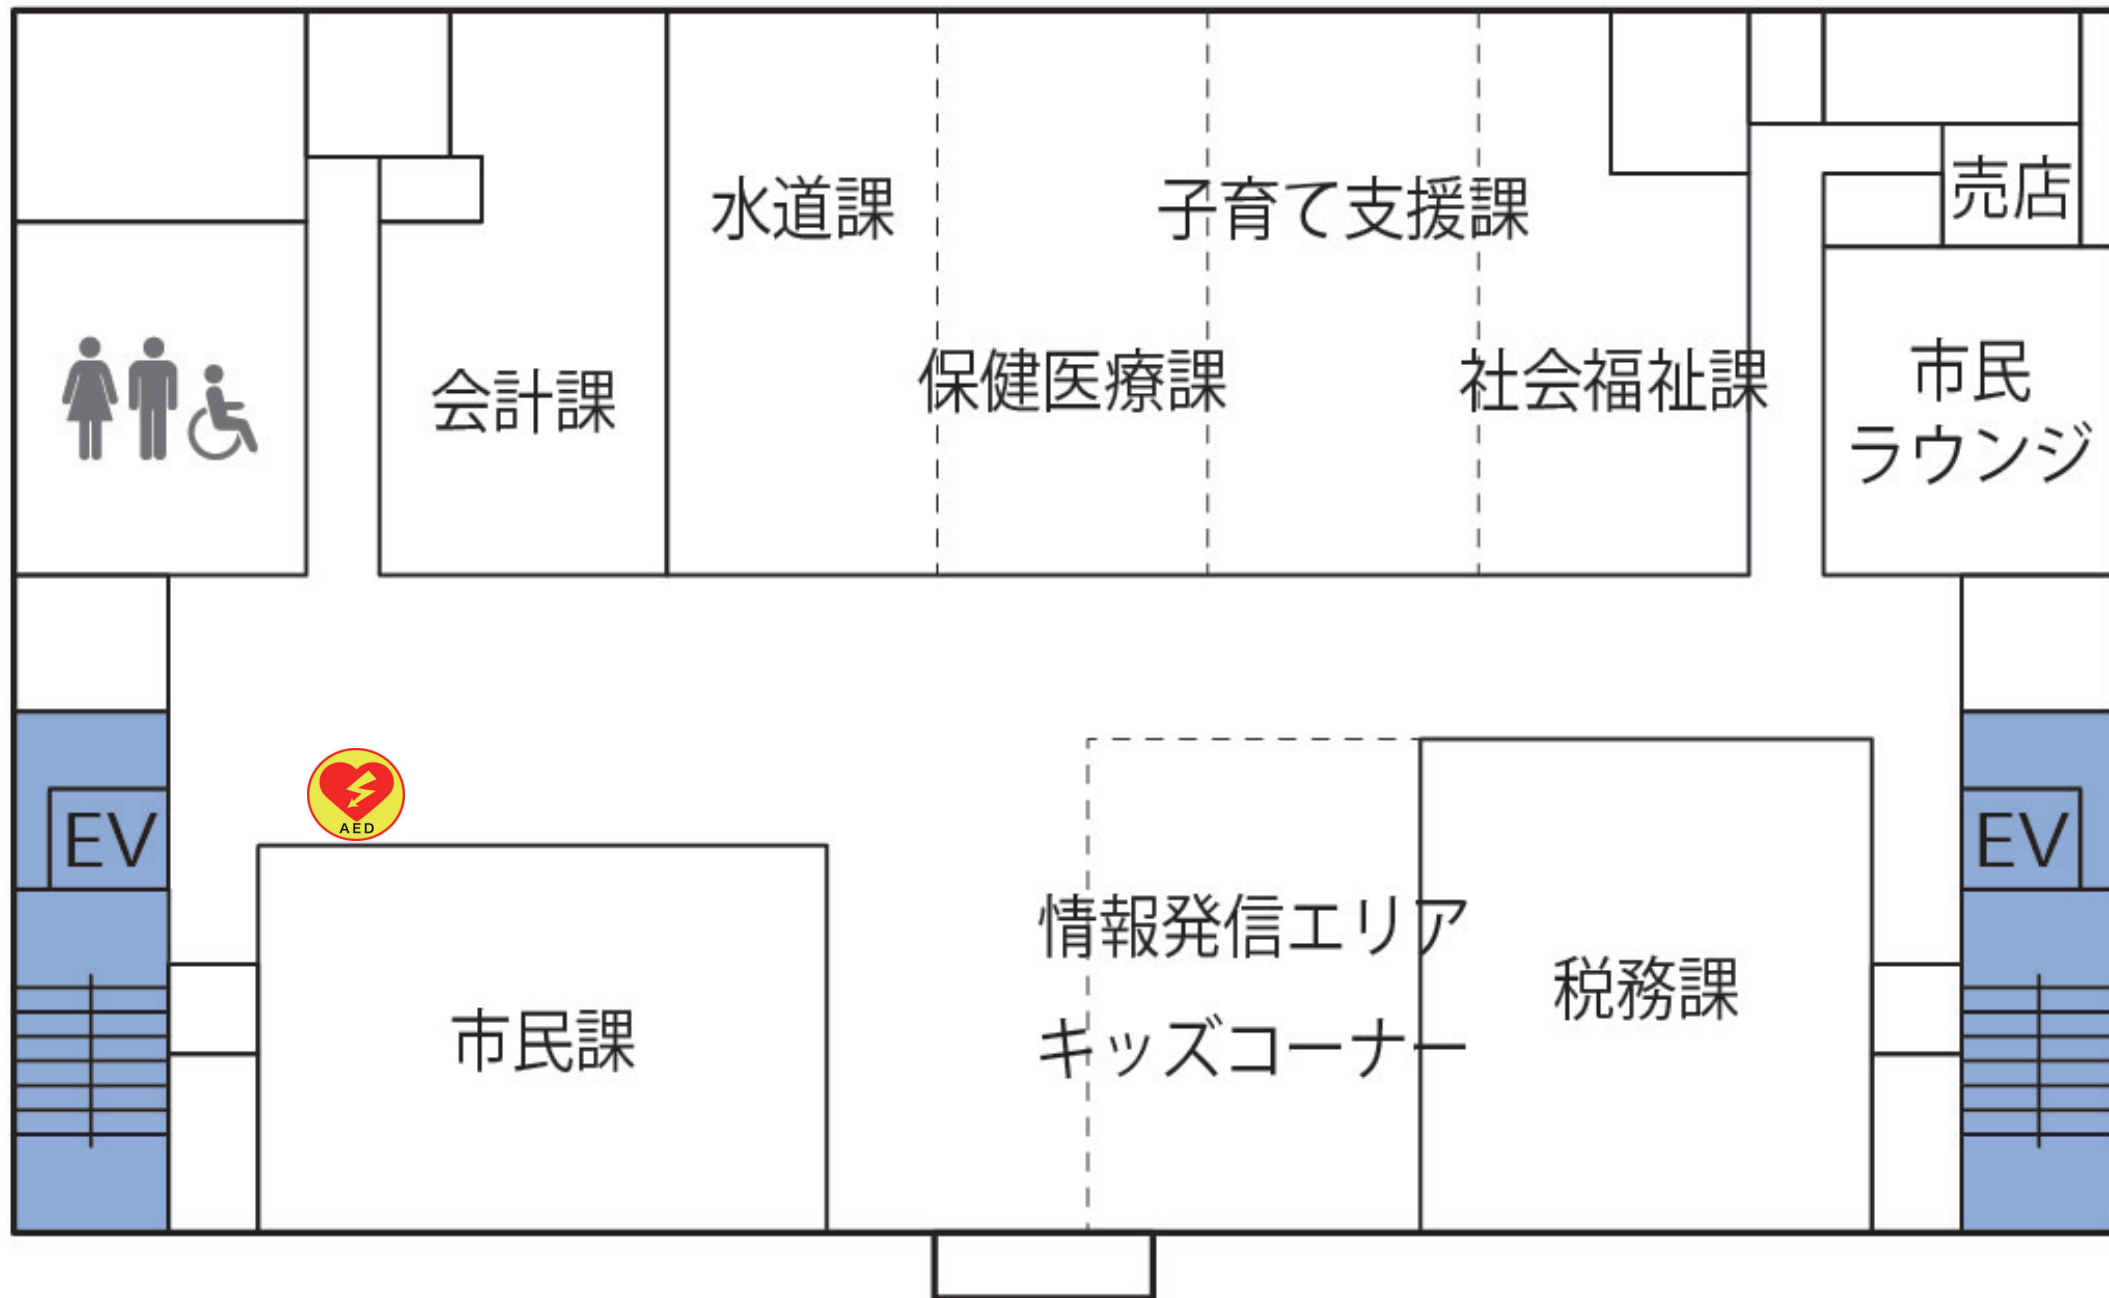 水道課
子育て支援課
売店
会計課
保健医療課
社会福祉課
市民
ラウンジ
AED
EV
EV
情報発信エリア
キッズコーナー
市民課
税務課